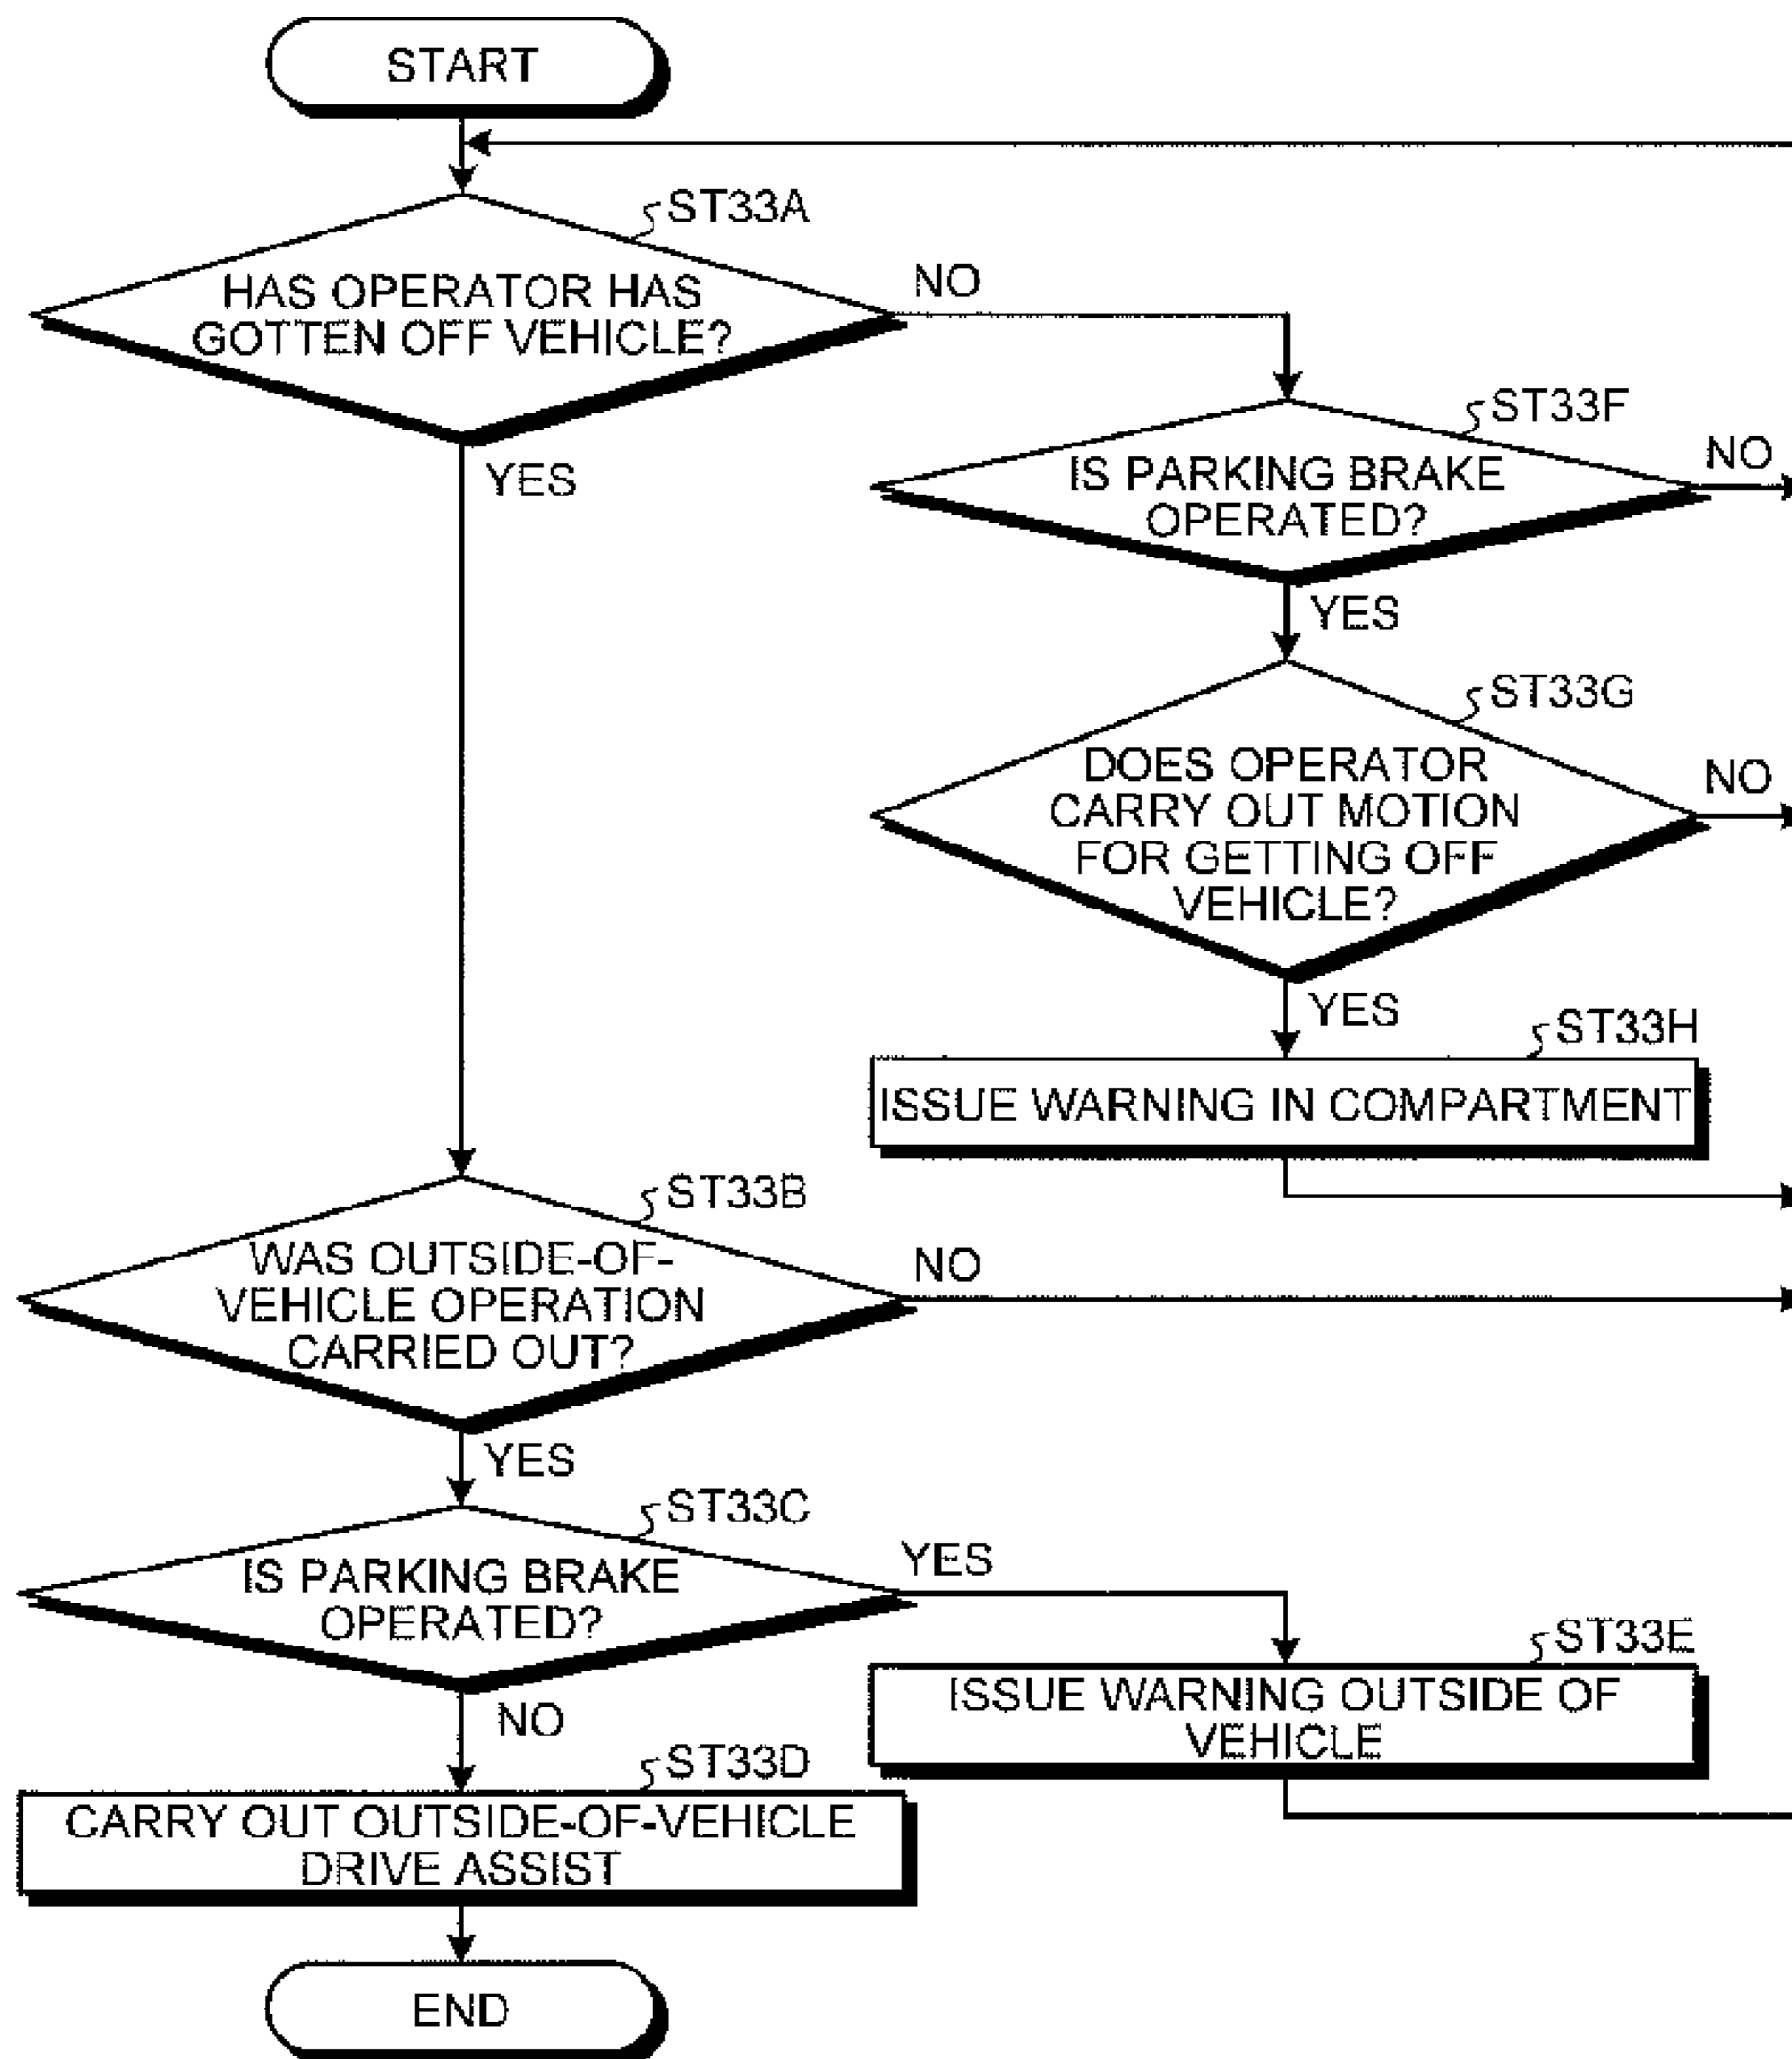 START
ST33A
HAS OPERATOR HAS
GOTTEN OFF VEHICLE?
NO
YES
ST33F
IS PARKING BRAKE
OPERATED?
NO
YES
ST33G
DOES OPERATOR
CARRY OUT MOTION
FOR GETTING OFF
VEHICLE?
NO
YES
ST33H
ISSUE WARNING IN COMPARTMENT
ST33B
WAS OUTSIDE-OF-
VEHICLE OPERATION
CARRIED OUT?
NO
YES
ST33C
IS PARKING BRAKE
OPERATED?
YES
NO
ST33E
ISSUE WARNING OUTSIDE OF
VEHICLE
ST33D
CARRY OUT OUTSIDE-OF-VEHICLE
DRIVE ASSIST
END